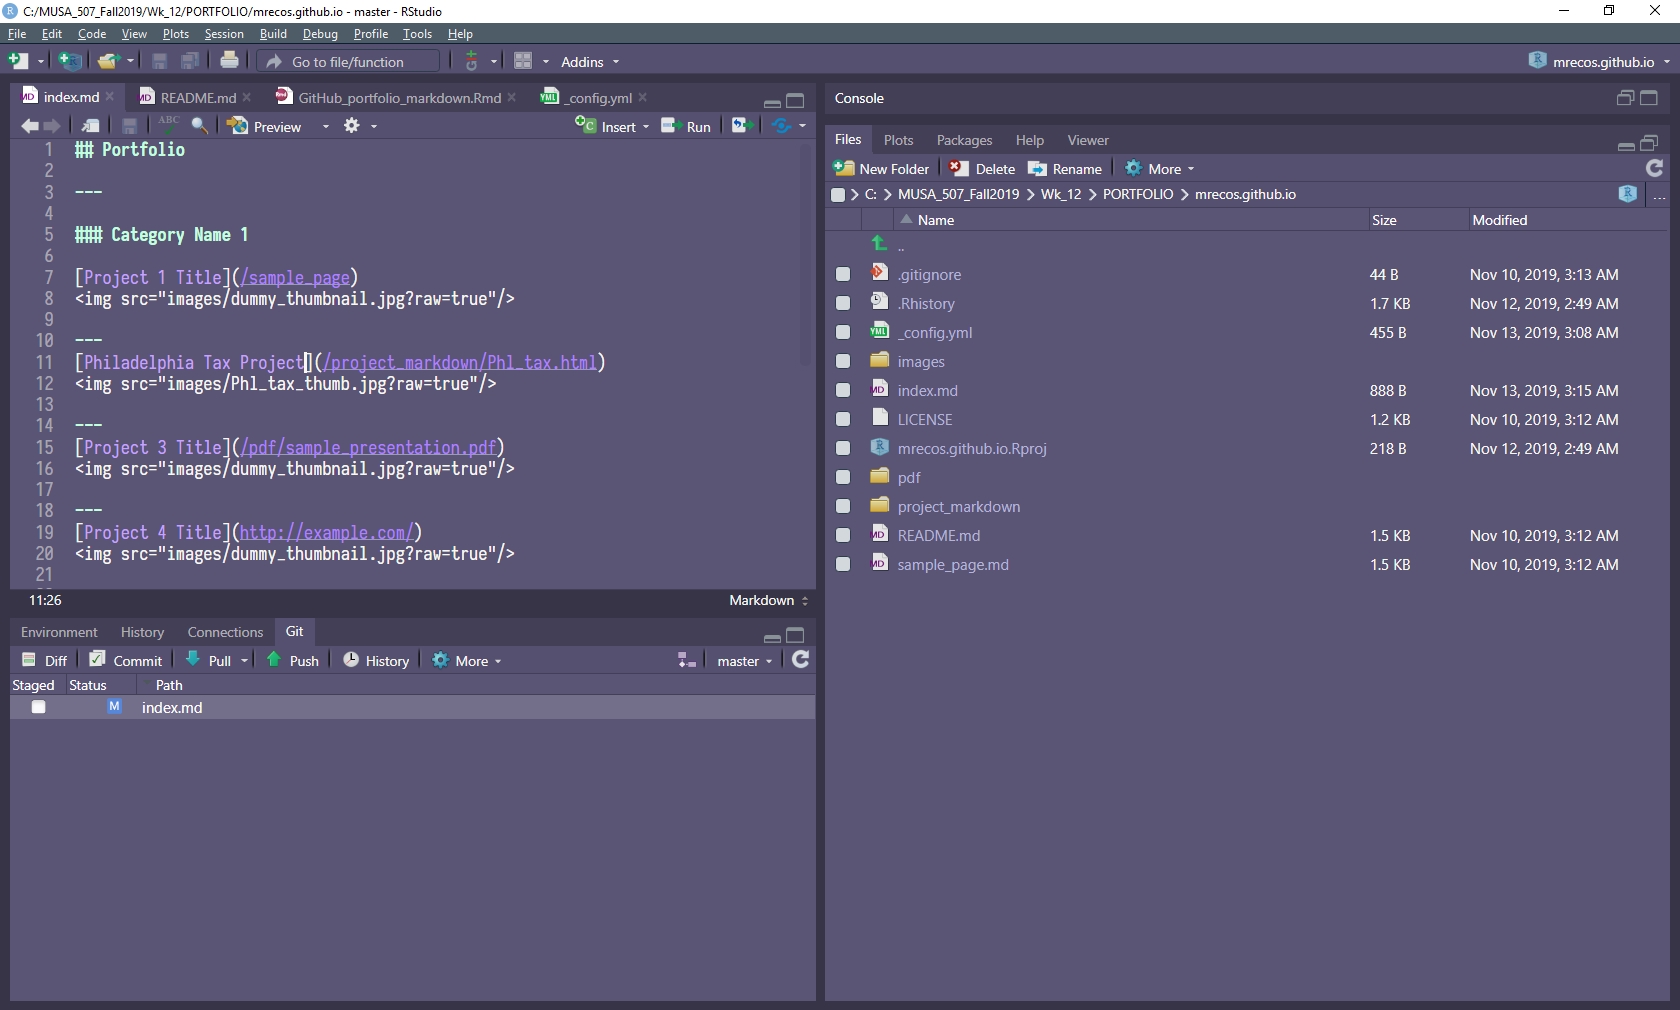 C:/MUSA_507_Fall2019/Wk_12/PORTFOLIO/mrecos.github.io - master - RStudio
File Edit Code View Plots Session Build Debug Profile Tools Help
Go to file/function Addins mrecos.github.io
index.md README.md GitHub_portfolio_markdown.Rmd _config.yml
ABC Preview Insert Run
1 ## Portfolio
2
3 ---
4
5 ### Category Name 1
6
7 [Project 1 Title](/sample_page)
8 <img src="images/dummy_thumbnail.jpg?raw=true"/>
9
10 ---
11 [Philadelphia Tax Project](/project_markdown/Phl_tax.html)
12 <img src="images/Phl_tax_thumb.jpg?raw=true"/>
13
14 ---
15 [Project 3 Title](/pdf/sample_presentation.pdf)
16 <img src="images/dummy_thumbnail.jpg?raw=true"/>
17
18 ---
19 [Project 4 Title](http://example.com/)
20 <img src="images/dummy_thumbnail.jpg?raw=true"/>
21
11:26 Markdown
Environment History Connections Git
Diff Commit Pull Push History More master
Staged Status Path
M index.md
Console
Files Plots Packages Help Viewer
New Folder Delete Rename More
C: > MUSA_507_Fall2019 > Wk_12 > PORTFOLIO > mrecos.github.io ...
Name Size Modified
..
.gitignore 44 B Nov 10, 2019, 3:13 AM
.Rhistory 1.7 KB Nov 12, 2019, 2:49 AM
YML _config.yml 455 B Nov 13, 2019, 3:08 AM
images
MD index.md 888 B Nov 13, 2019, 3:15 AM
LICENSE 1.2 KB Nov 10, 2019, 3:12 AM
mrecos.github.io.Rproj 218 B Nov 12, 2019, 2:49 AM
pdf
project_markdown
MD README.md 1.5 KB Nov 10, 2019, 3:12 AM
MD sample_page.md 1.5 KB Nov 10, 2019, 3:12 AM